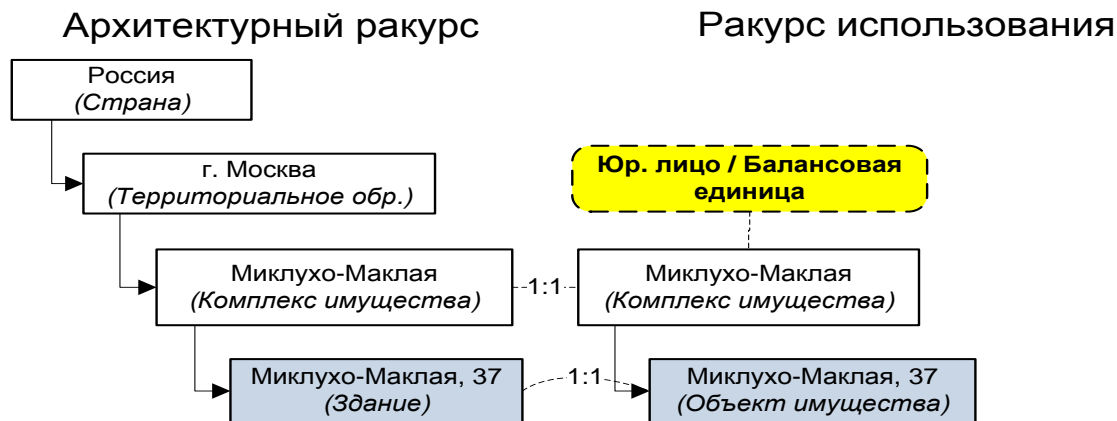 Архитектурный ракурс
Ракурс использования
Россия
(Страна)
г. Москва
(Территориальное обр.)
Юр. лицо / Балансовая
единица
Миклухо-Маклая
(Комплекс имущества)
1:1
Миклухо-Маклая
(Комплекс имущества)
Миклухо-Маклая, 37
(Здание)
1:1
Миклухо-Маклая, 37
(Объект имущества)